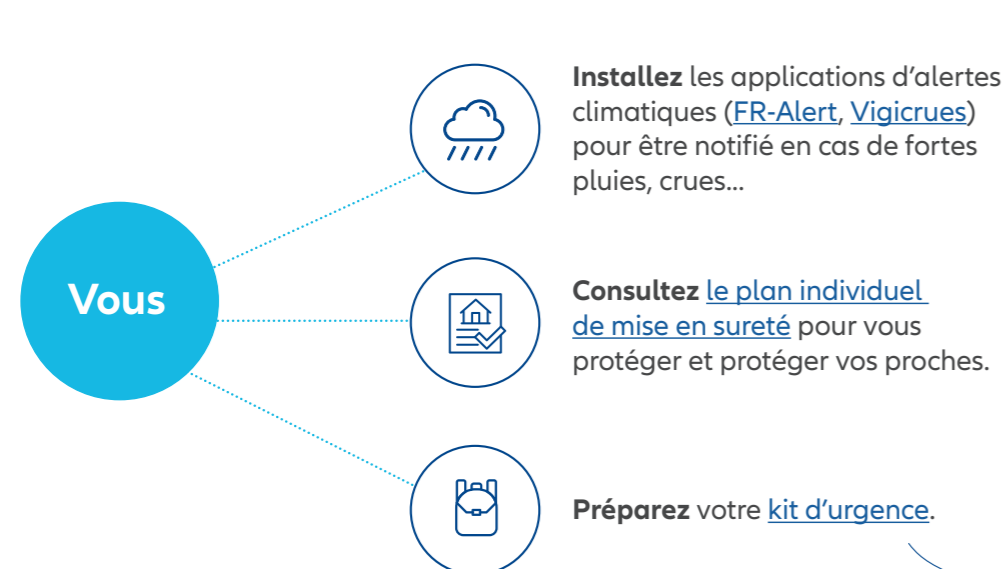 Installez les applications d’alertes
climatiques (FR-Alert, Vigicrues)
pour être notifié en cas de fortes
pluies, crues...
Vous
Consultez le plan individuel
de mise en sureté pour vous
protéger et protéger vos proches.
Préparez votre kit d’urgence.